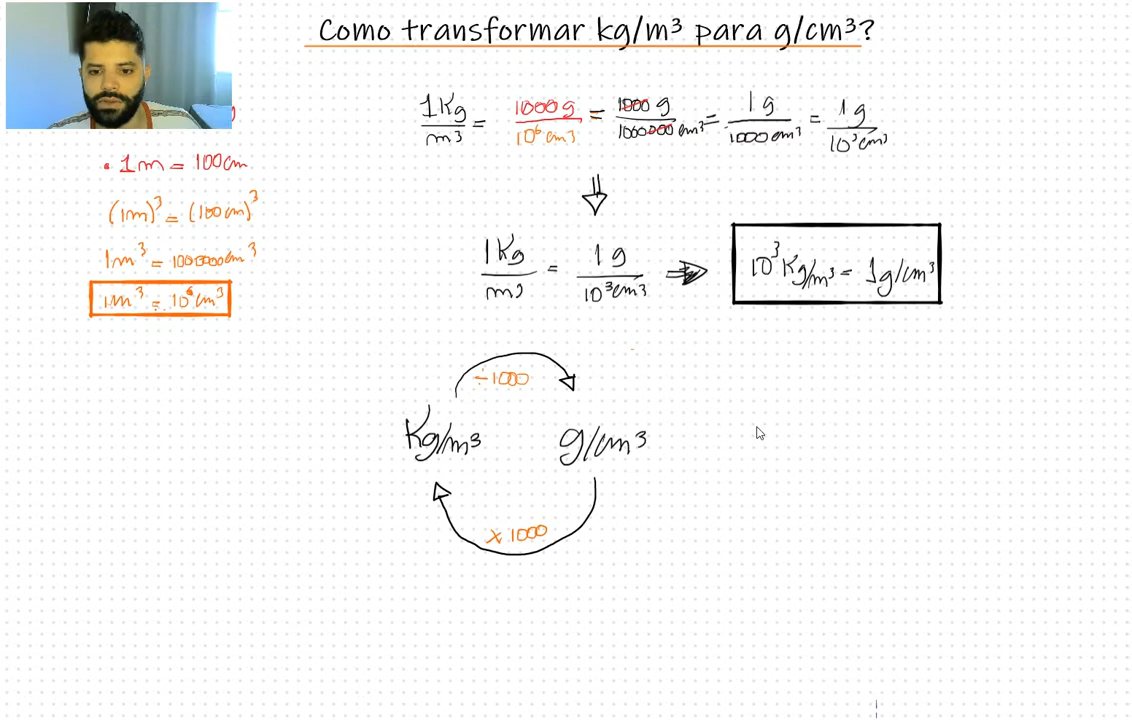 Como transformar kg/m³ para g/cm³?
1Kg/m³ = 1000g/10⁶cm³ = 1000g/1000000cm³ = 1g/1000cm³ = 1g/10³cm³
• 1m = 100cm
(1m)³ = (100cm)³
1m³ = 1000000cm³
1m³ = 10⁶cm³
1Kg/m³ = 1g/10³cm³ ⇒ 10³Kg/m³ = 1g/cm³
÷1000
Kg/m³ g/cm³
x1000